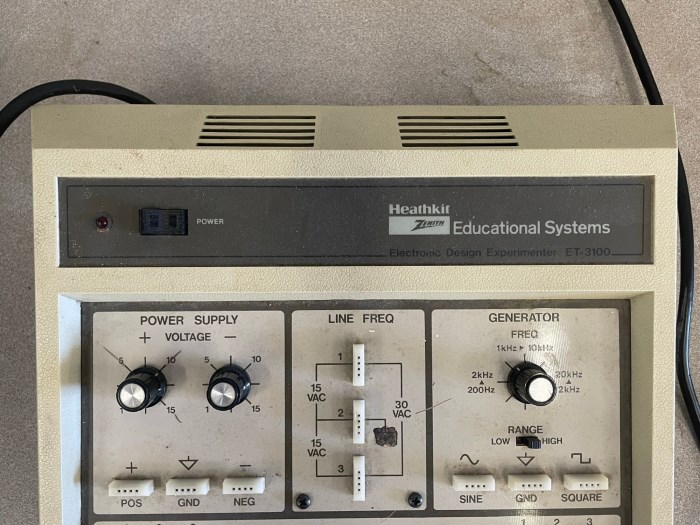 POWER
Heathkit
ZENITH
Educational Systems
Electronic Design Experimenter ET-3100
POWER SUPPLY
+ VOLTAGE −
5 10
1 15
5 10
1 15
+
−
POS
GND
NEG
LINE FREQ
1
15
VAC
2
30
VAC
15
VAC
3
GENERATOR
FREQ
1kHz 10kHz
2kHz
200Hz
20kHz
2kHz
RANGE
LOW HIGH
SINE
GND
SQUARE
1 2 3